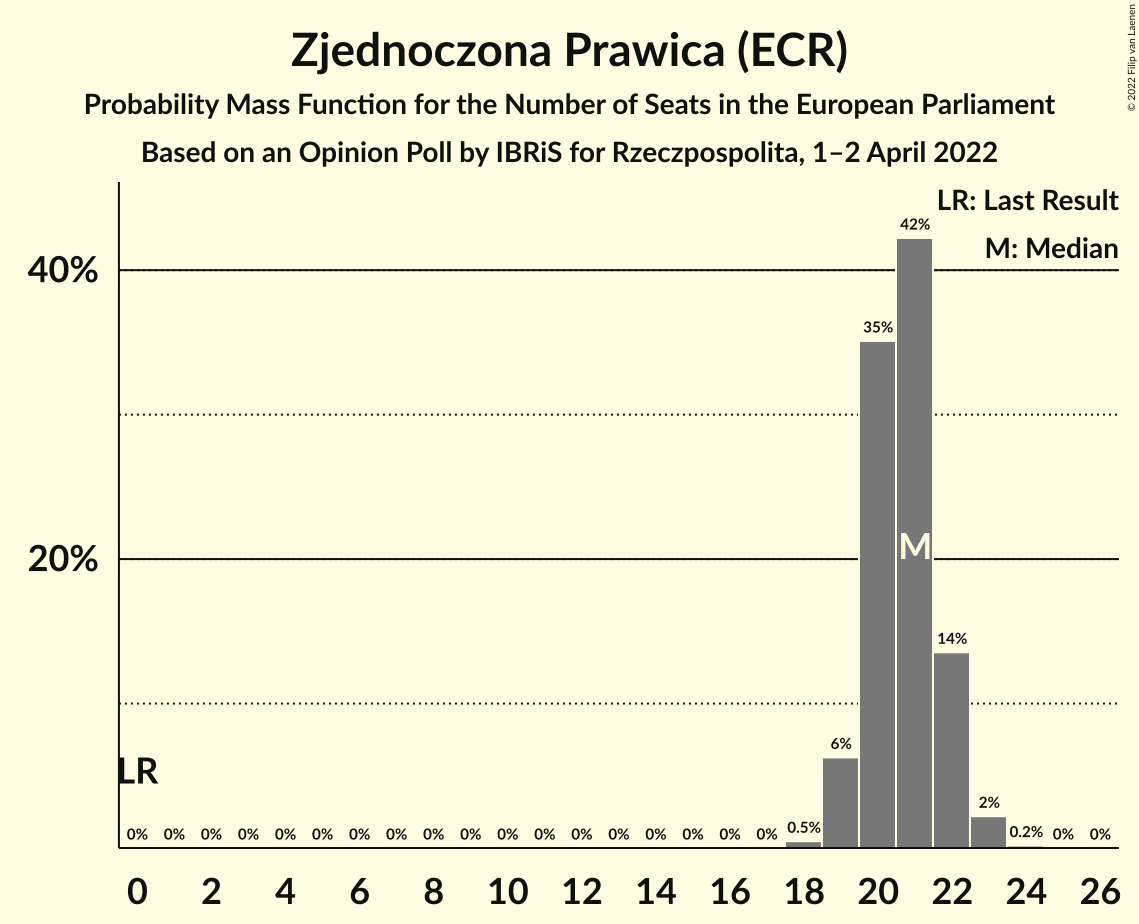 Zjednoczona Prawica (ECR)
Probability Mass Function for the Number of Seats in the European Parliament
Based on an Opinion Poll by IBRiS for Rzeczpospolita, 1–2 April 2022
© 2022 Filip van Laenen
LR: Last Result
M: Median
42%
40%
35%
M
20%
14%
6%
LR
2%
0% 0% 0% 0% 0% 0% 0% 0% 0% 0% 0% 0% 0% 0% 0% 0% 0% 0% 0.5% 0.2% 0% 0%
0 2 4 6 8 10 12 14 16 18 20 22 24 26